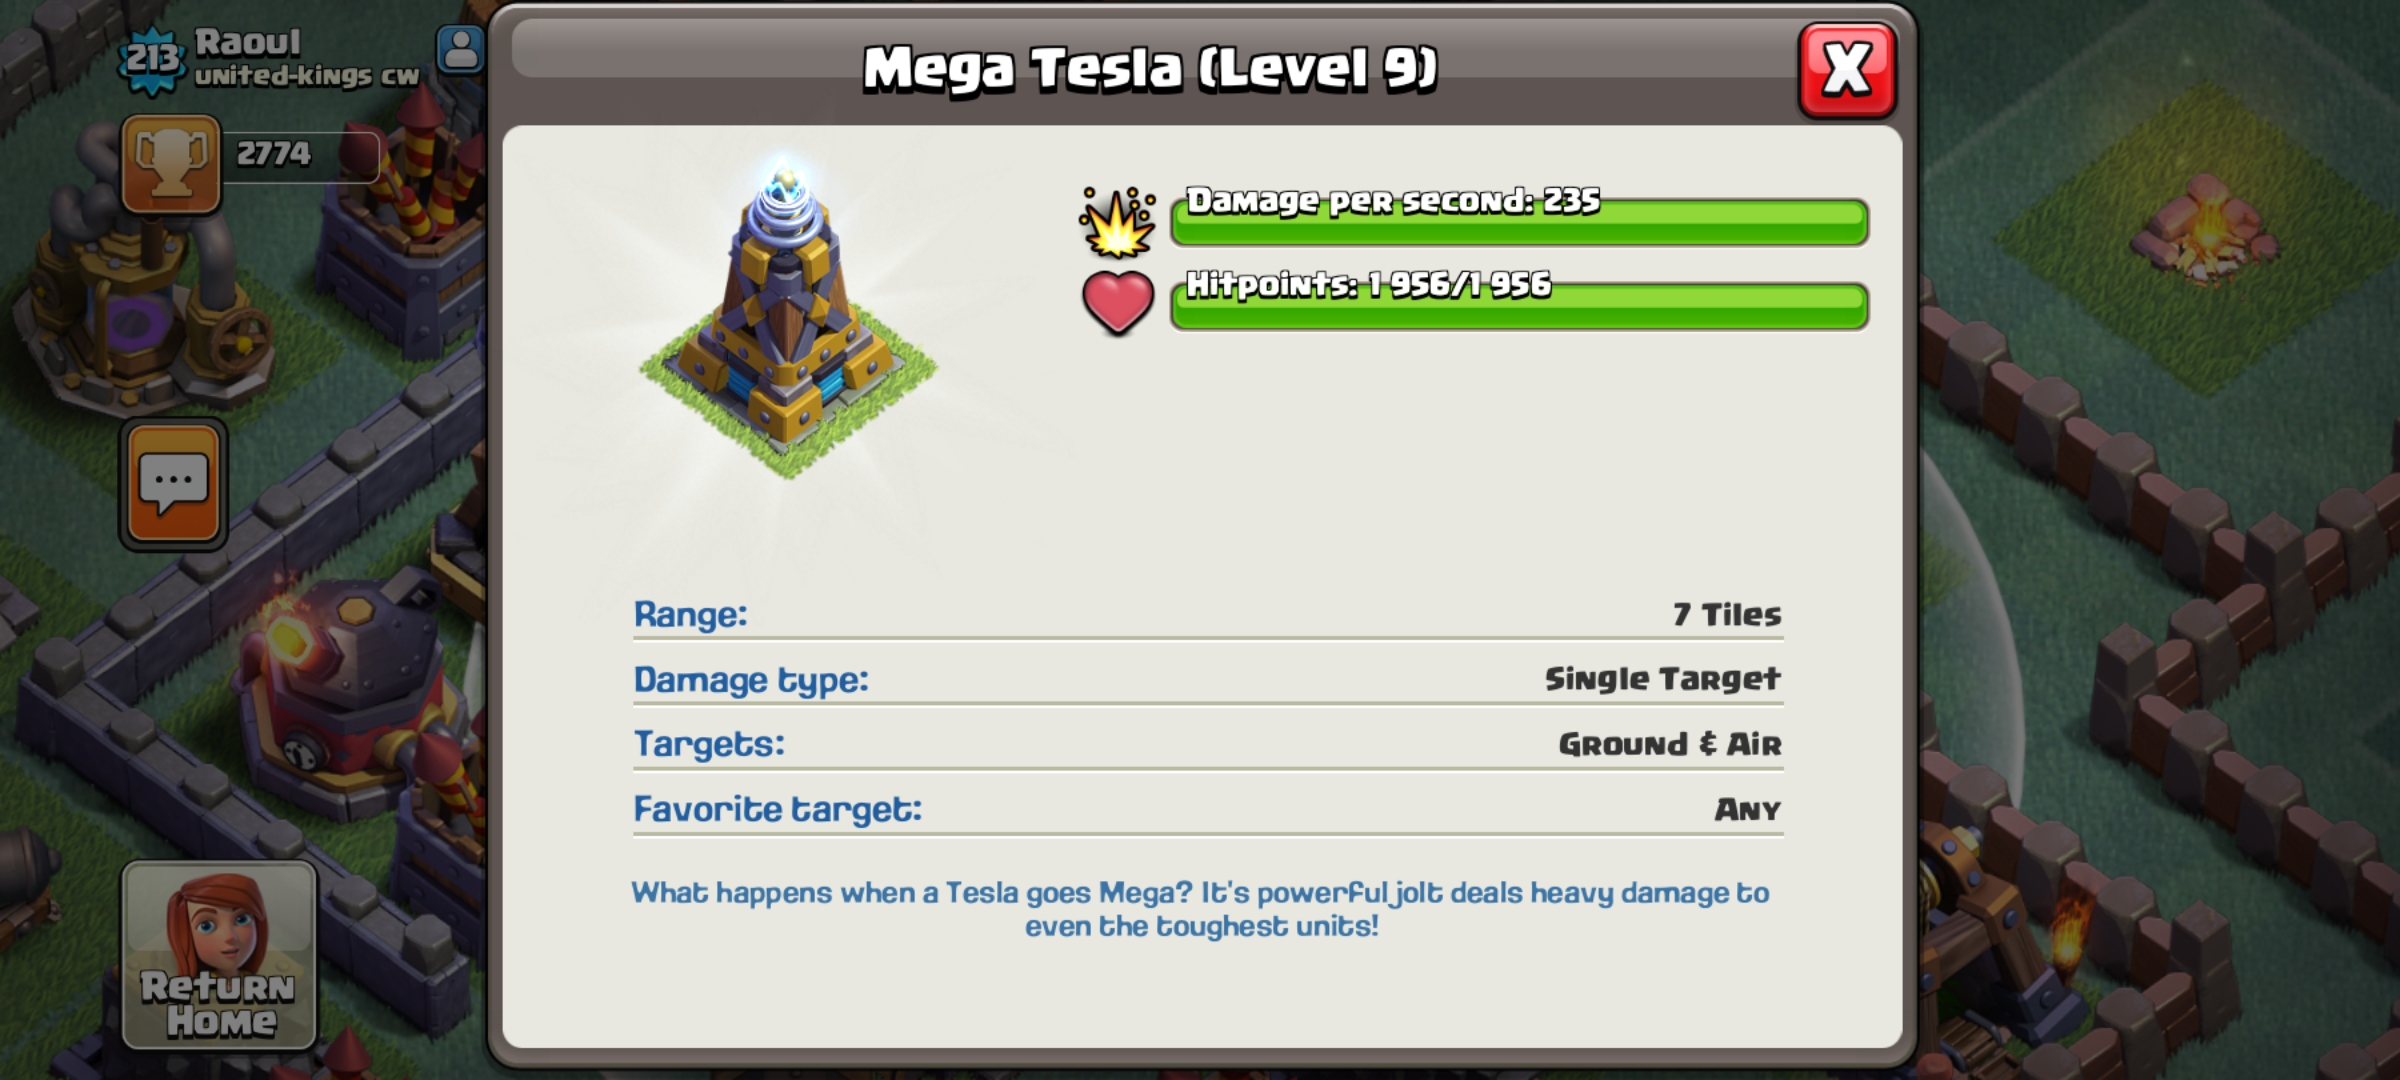 213
Raoul
united-kings cw
2774
Return
Home
Mega Tesla (Level 9)
X
Damage per second: 235
Hitpoints: 1 956/1 956
Range: 7 Tiles
Damage type: Single Target
Targets: Ground & Air
Favorite target: Any
What happens when a Tesla goes Mega? It's powerful jolt deals heavy damage to
even the toughest units!